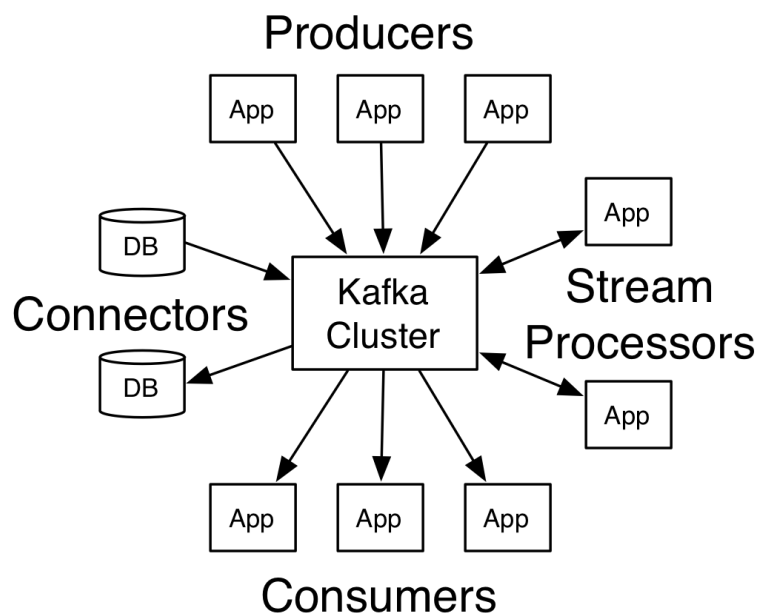 Producers
App
App
App
App
DB
Kafka
Cluster
Stream
Processors
Connectors
DB
App
App
App
App
Consumers